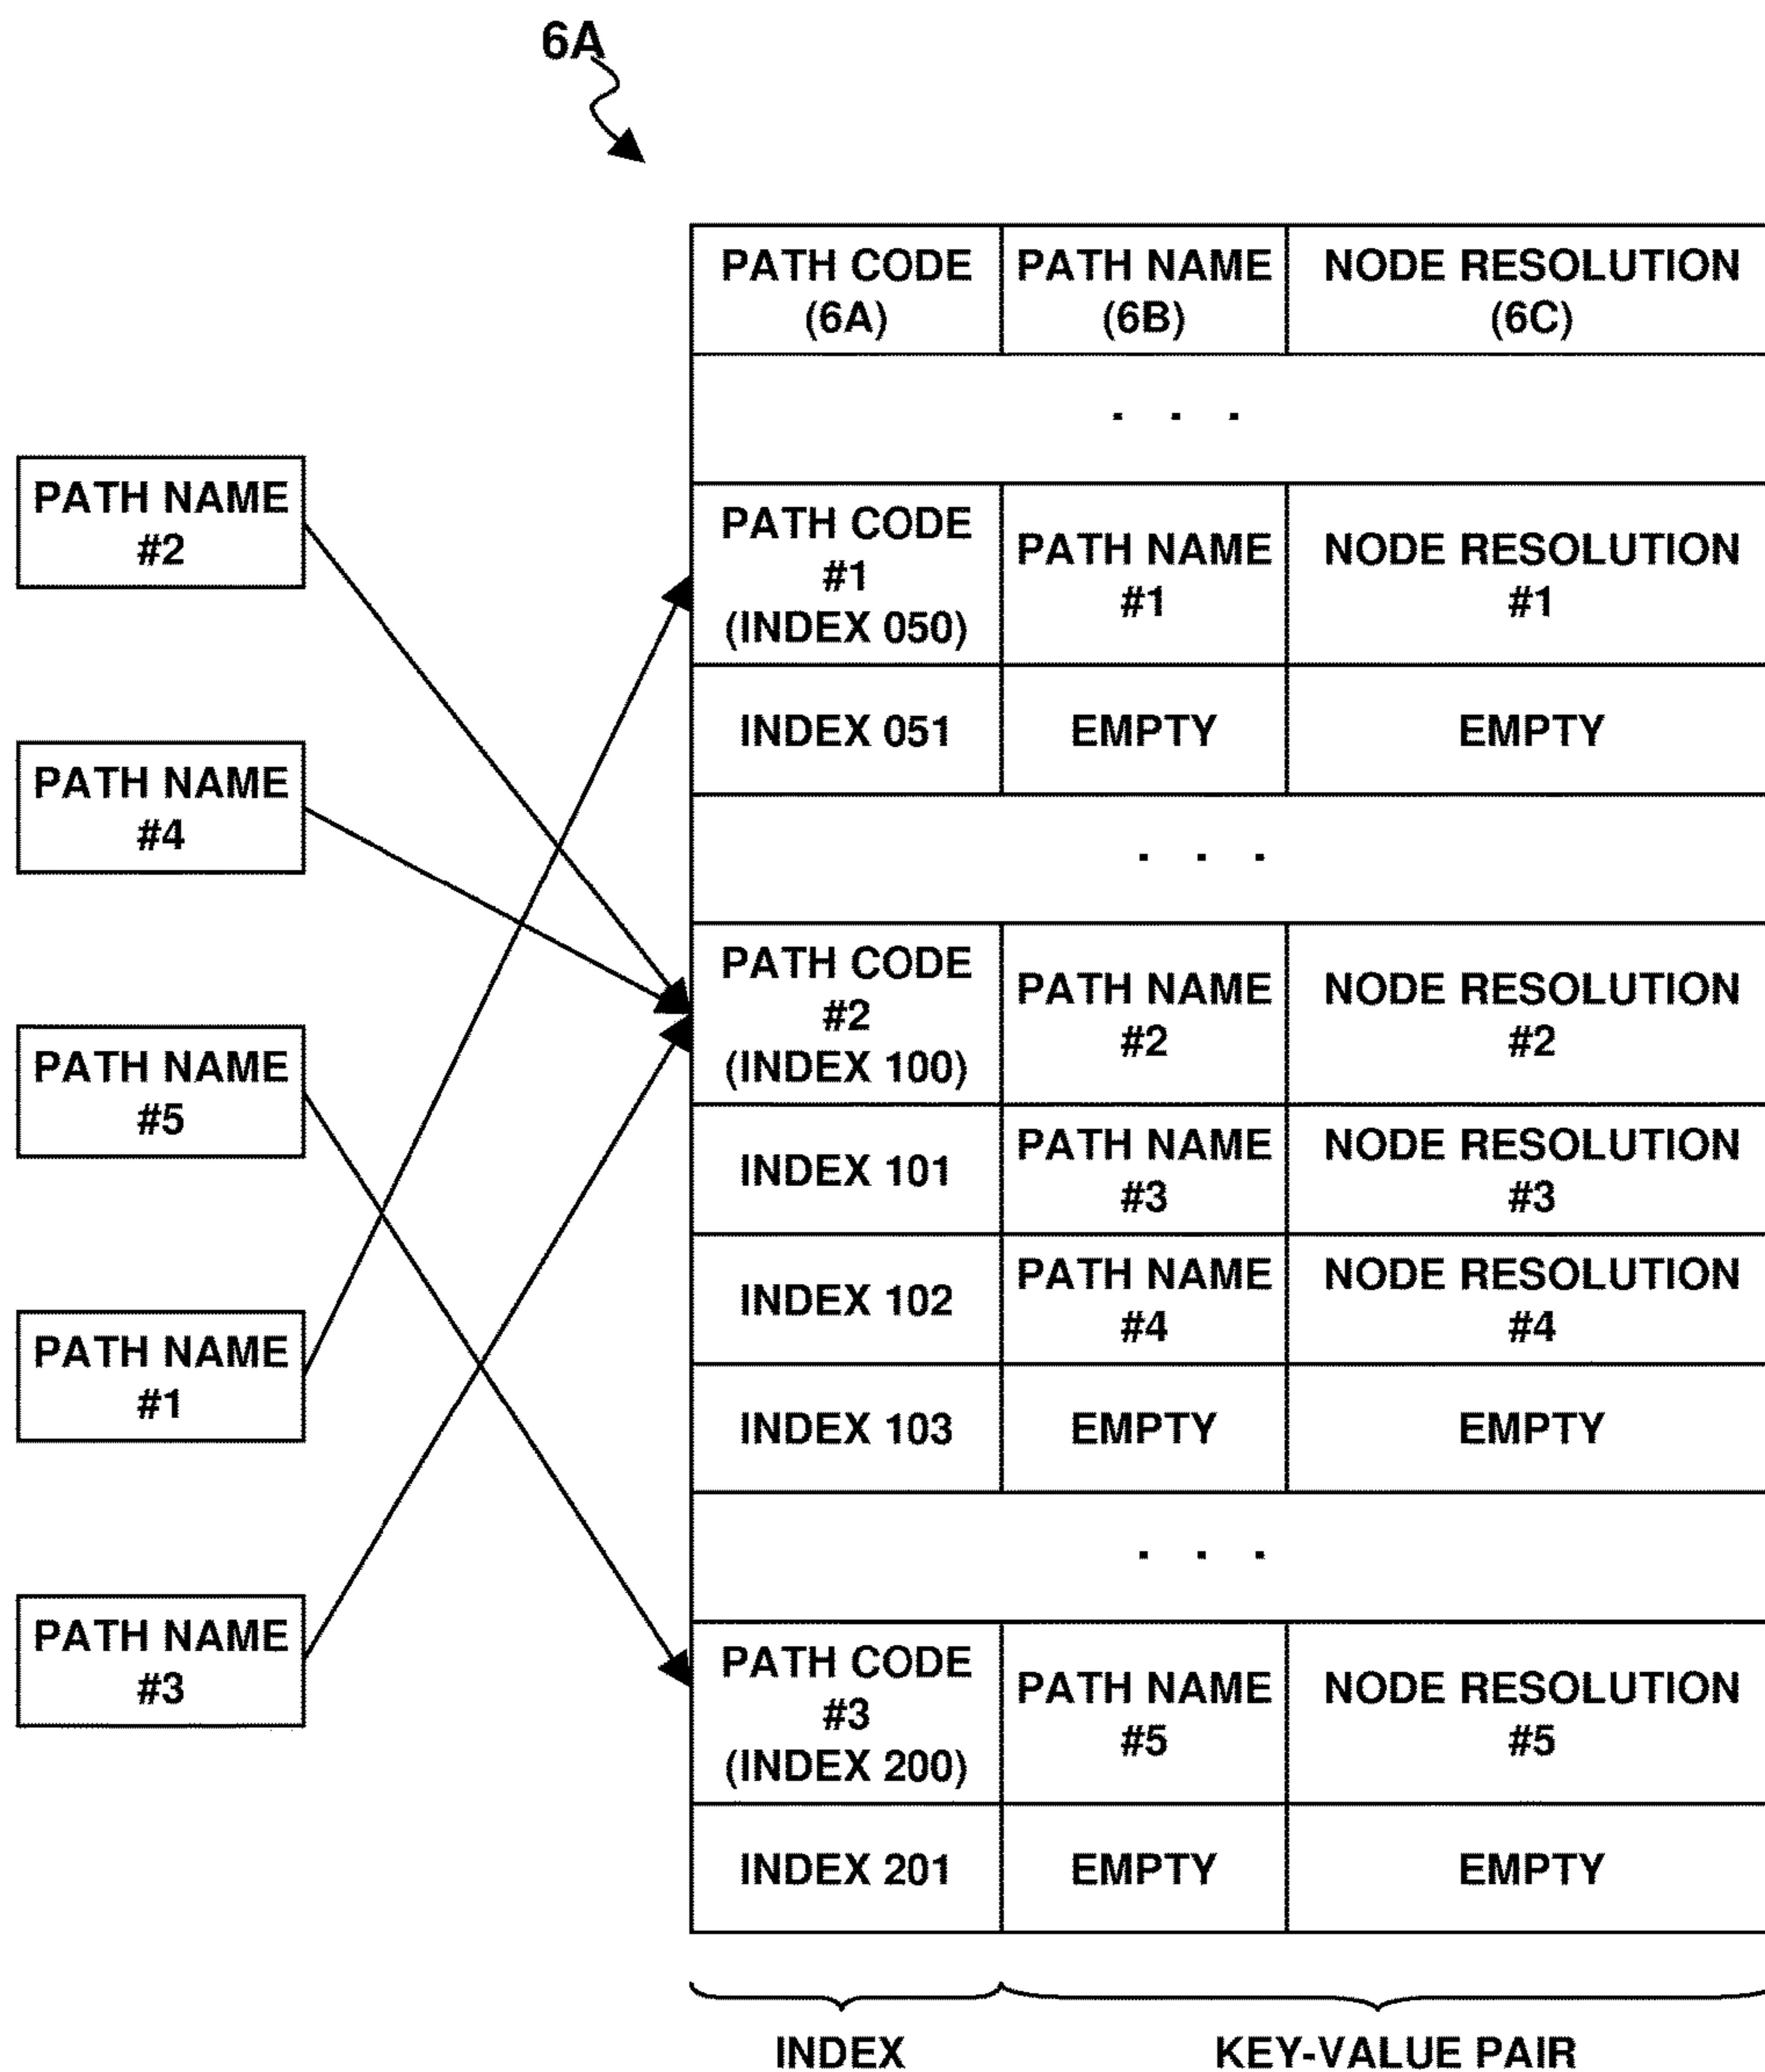 6A
PATH CODE
(6A)
PATH NAME
(6B)
NODE RESOLUTION
(6C)
. . .
PATH NAME
#2
PATH NAME
#4
PATH NAME
#5
PATH NAME
#1
PATH NAME
#3
PATH CODE
#1
(INDEX 050)
PATH NAME
#1
NODE RESOLUTION
#1
INDEX 051
EMPTY
EMPTY
. . .
PATH CODE
#2
(INDEX 100)
PATH NAME
#2
NODE RESOLUTION
#2
INDEX 101
PATH NAME
#3
NODE RESOLUTION
#3
INDEX 102
PATH NAME
#4
NODE RESOLUTION
#4
INDEX 103
EMPTY
EMPTY
. . .
PATH CODE
#3
(INDEX 200)
PATH NAME
#5
NODE RESOLUTION
#5
INDEX 201
EMPTY
EMPTY
INDEX
KEY-VALUE PAIR